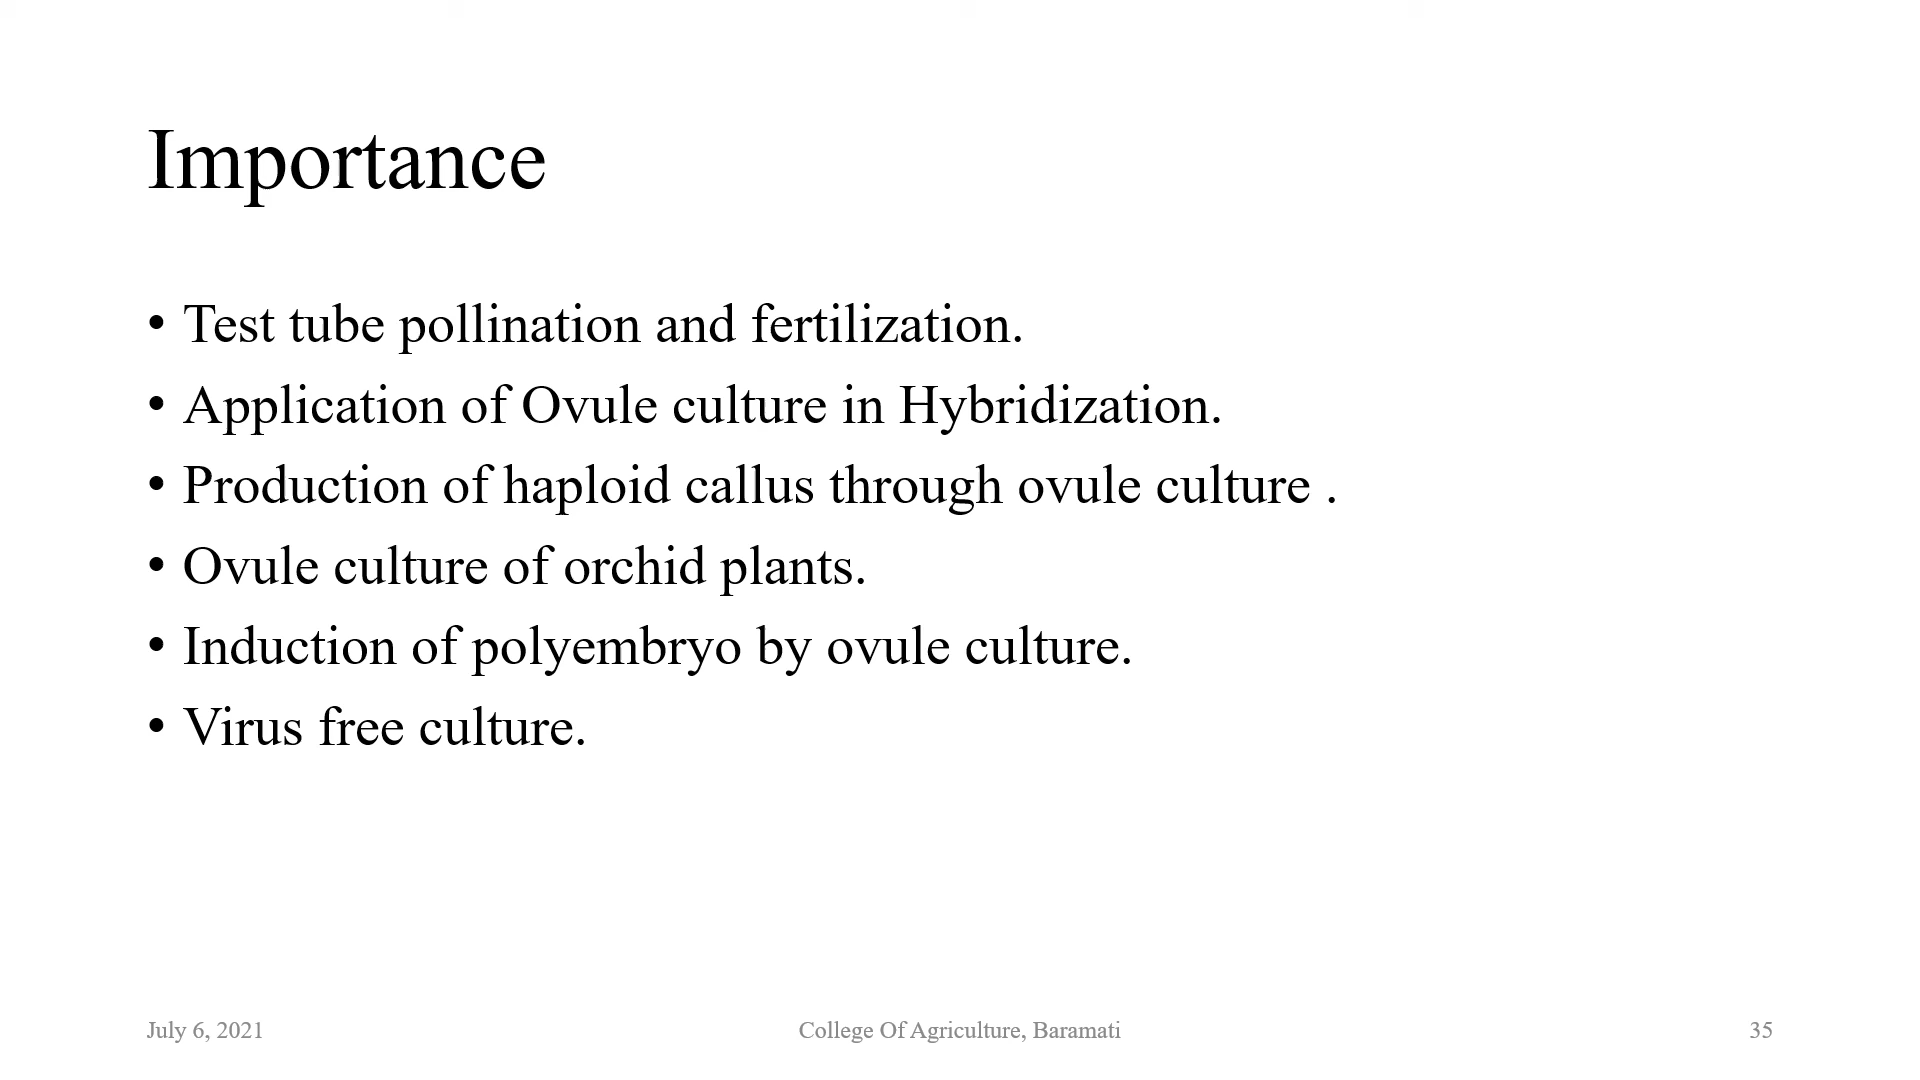 Importance
• Test tube pollination and fertilization.
• Application of Ovule culture in Hybridization.
• Production of haploid callus through ovule culture .
• Ovule culture of orchid plants.
• Induction of polyembryo by ovule culture.
• Virus free culture.
July 6, 2021
College Of Agriculture, Baramati
35